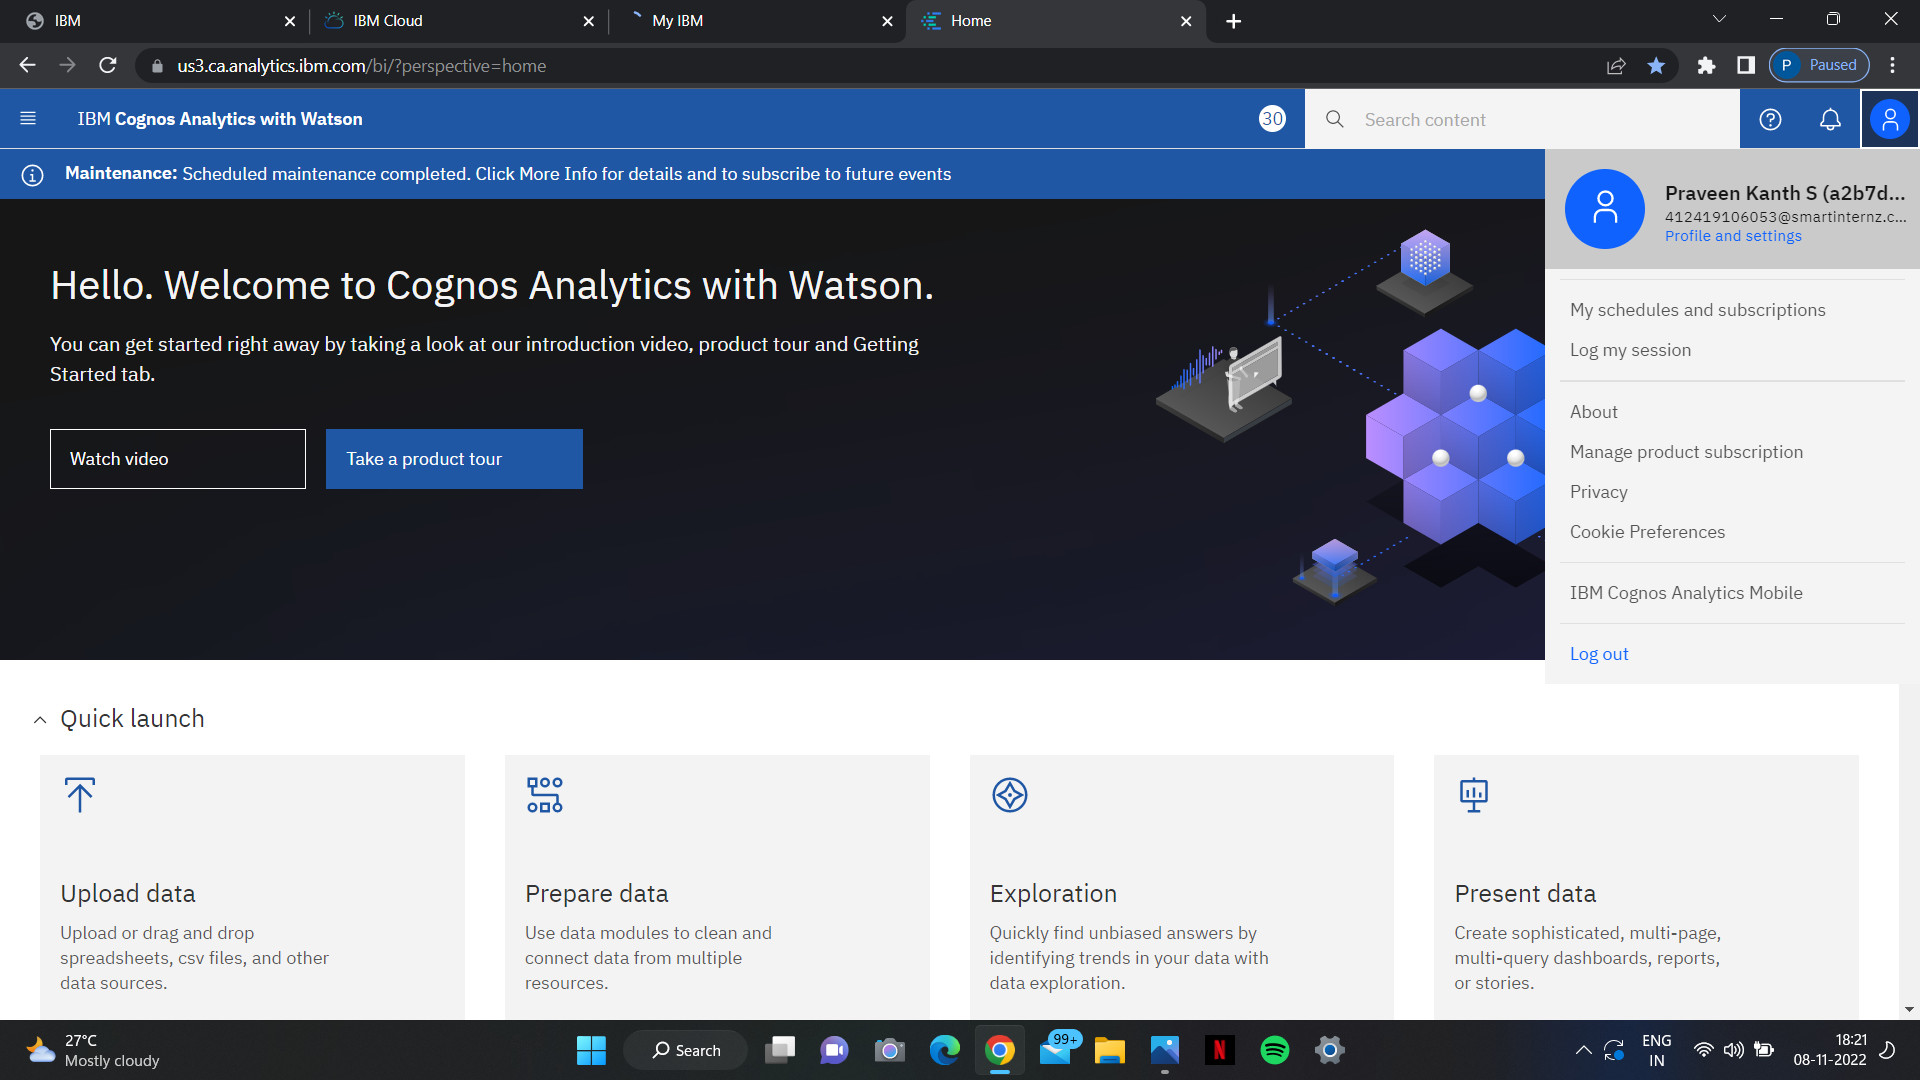 IBM
IBM Cloud
My IBM
Home
us3.ca.analytics.ibm.com/bi/?perspective=home
P Paused
IBM Cognos Analytics with Watson
30
Search content
Maintenance: Scheduled maintenance completed. Click More Info for details and to subscribe to future events
Praveen Kanth S (a2b7d...
412419106053@smartinternz.c...
Profile and settings
My schedules and subscriptions
Log my session
About
Manage product subscription
Privacy
Cookie Preferences
IBM Cognos Analytics Mobile
Log out
Hello. Welcome to Cognos Analytics with Watson.
You can get started right away by taking a look at our introduction video, product tour and Getting
Started tab.
Watch video
Take a product tour
Quick launch
Upload data
Upload or drag and drop
spreadsheets, csv files, and other
data sources.
Prepare data
Use data modules to clean and
connect data from multiple
resources.
Exploration
Quickly find unbiased answers by
identifying trends in your data with
data exploration.
Present data
Create sophisticated, multi-page,
multi-query dashboards, reports,
or stories.
27°C
Mostly cloudy
Search
99+
N
ENG
IN
18:21
08-11-2022